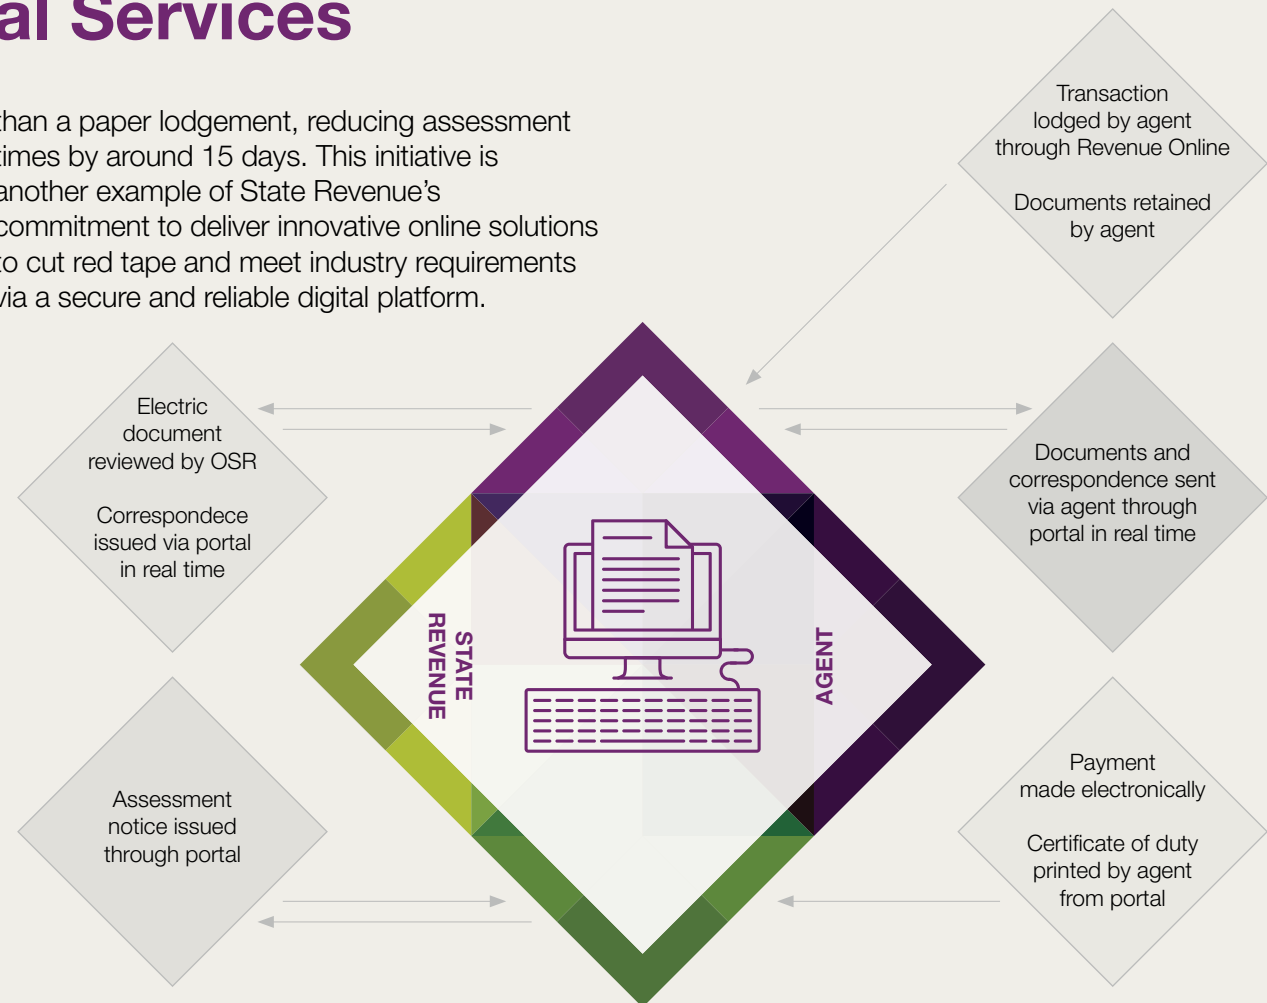 al Services
than a paper lodgement, reducing assessment
times by around 15 days. This initiative is
another example of State Revenue's
commitment to deliver innovative online solutions
to cut red tape and meet industry requirements
via a secure and reliable digital platform.
Transaction
lodged by agent
through Revenue Online
Documents retained
by agent
Electric
document
reviewed by OSR
Correspondece
issued via portal
in real time
Documents and
correspondence sent
via agent through
portal in real time
STATE
REVENUE
AGENT
Assessment
notice issued
through portal
Payment
made electronically
Certificate of duty
printed by agent
from portal